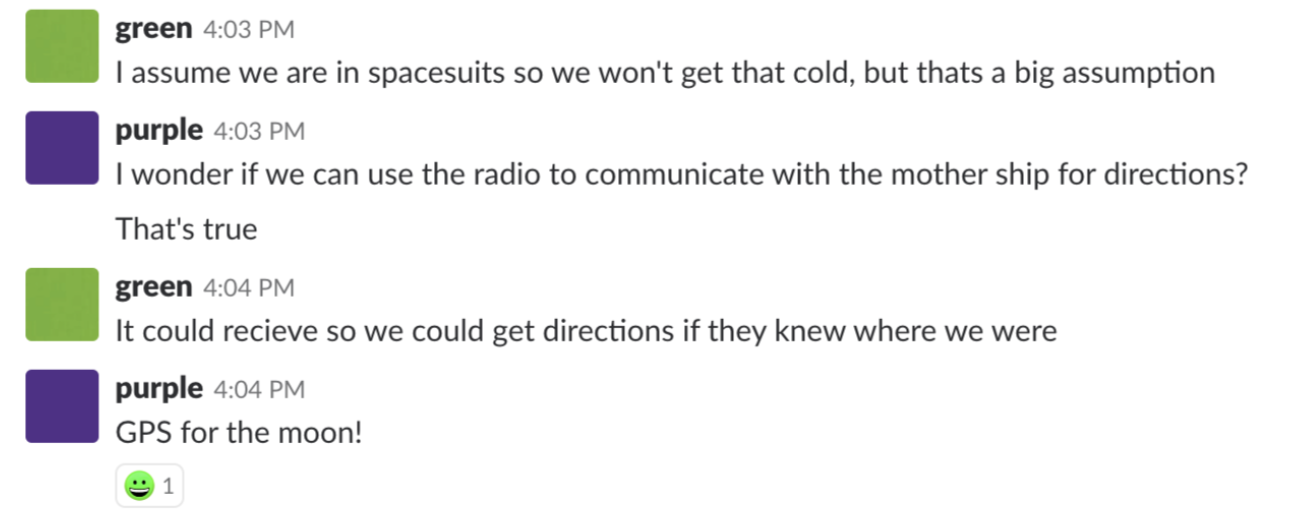 green 4:03 PM
I assume we are in spacesuits so we won't get that cold, but thats a big assumption
purple 4:03 PM
I wonder if we can use the radio to communicate with the mother ship for directions?
That's true
green 4:04 PM
It could recieve so we could get directions if they knew where we were
purple 4:04 PM
GPS for the moon!
1